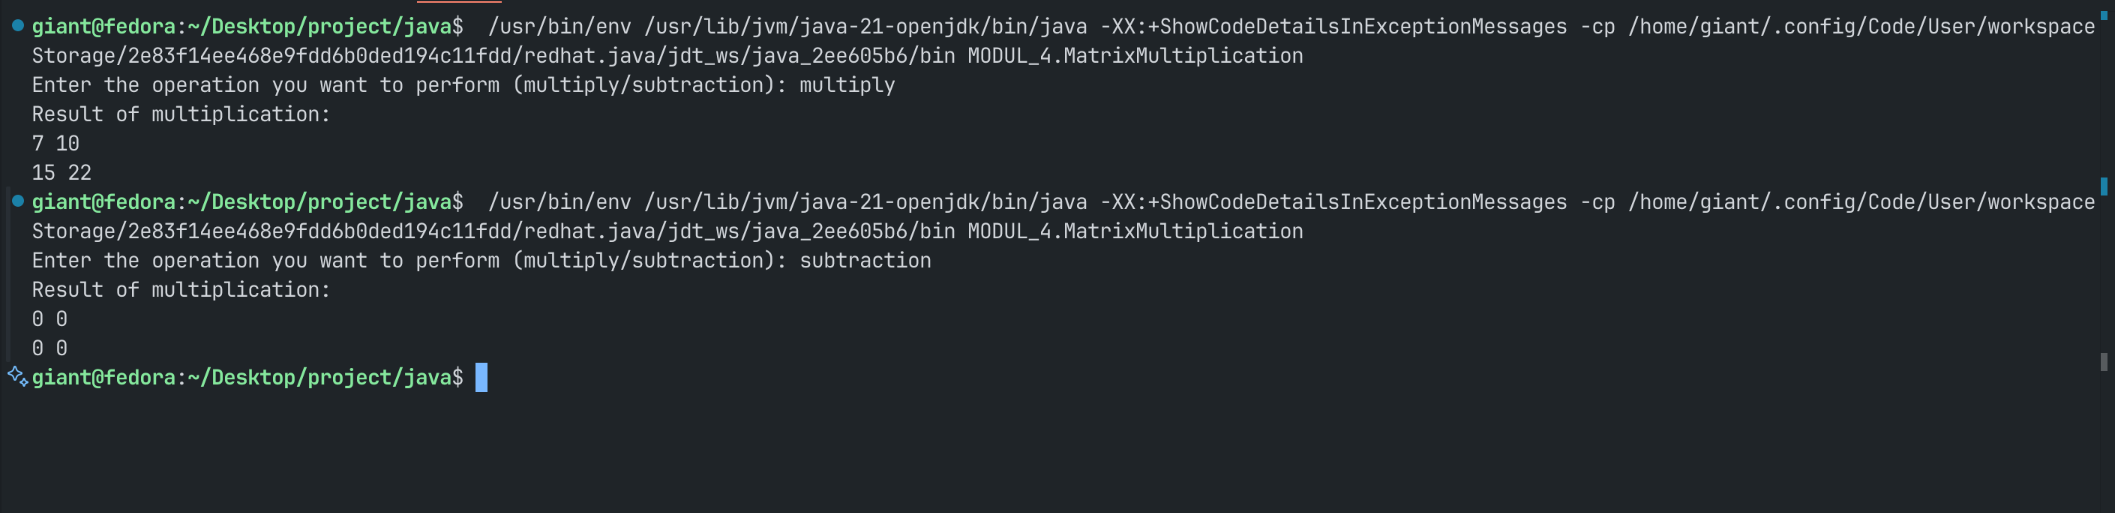 giant@fedora:~/Desktop/project/java$  /usr/bin/env /usr/lib/jvm/java-21-openjdk/bin/java -XX:+ShowCodeDetailsInExceptionMessages -cp /home/giant/.config/Code/User/workspace
Storage/2e83f14ee468e9fdd6b0ded194c11fdd/redhat.java/jdt_ws/java_2ee605b6/bin MODUL_4.MatrixMultiplication
Enter the operation you want to perform (multiply/subtraction): multiply
Result of multiplication:
7 10
15 22
giant@fedora:~/Desktop/project/java$  /usr/bin/env /usr/lib/jvm/java-21-openjdk/bin/java -XX:+ShowCodeDetailsInExceptionMessages -cp /home/giant/.config/Code/User/workspace
Storage/2e83f14ee468e9fdd6b0ded194c11fdd/redhat.java/jdt_ws/java_2ee605b6/bin MODUL_4.MatrixMultiplication
Enter the operation you want to perform (multiply/subtraction): subtraction
Result of multiplication:
0 0
0 0
giant@fedora:~/Desktop/project/java$